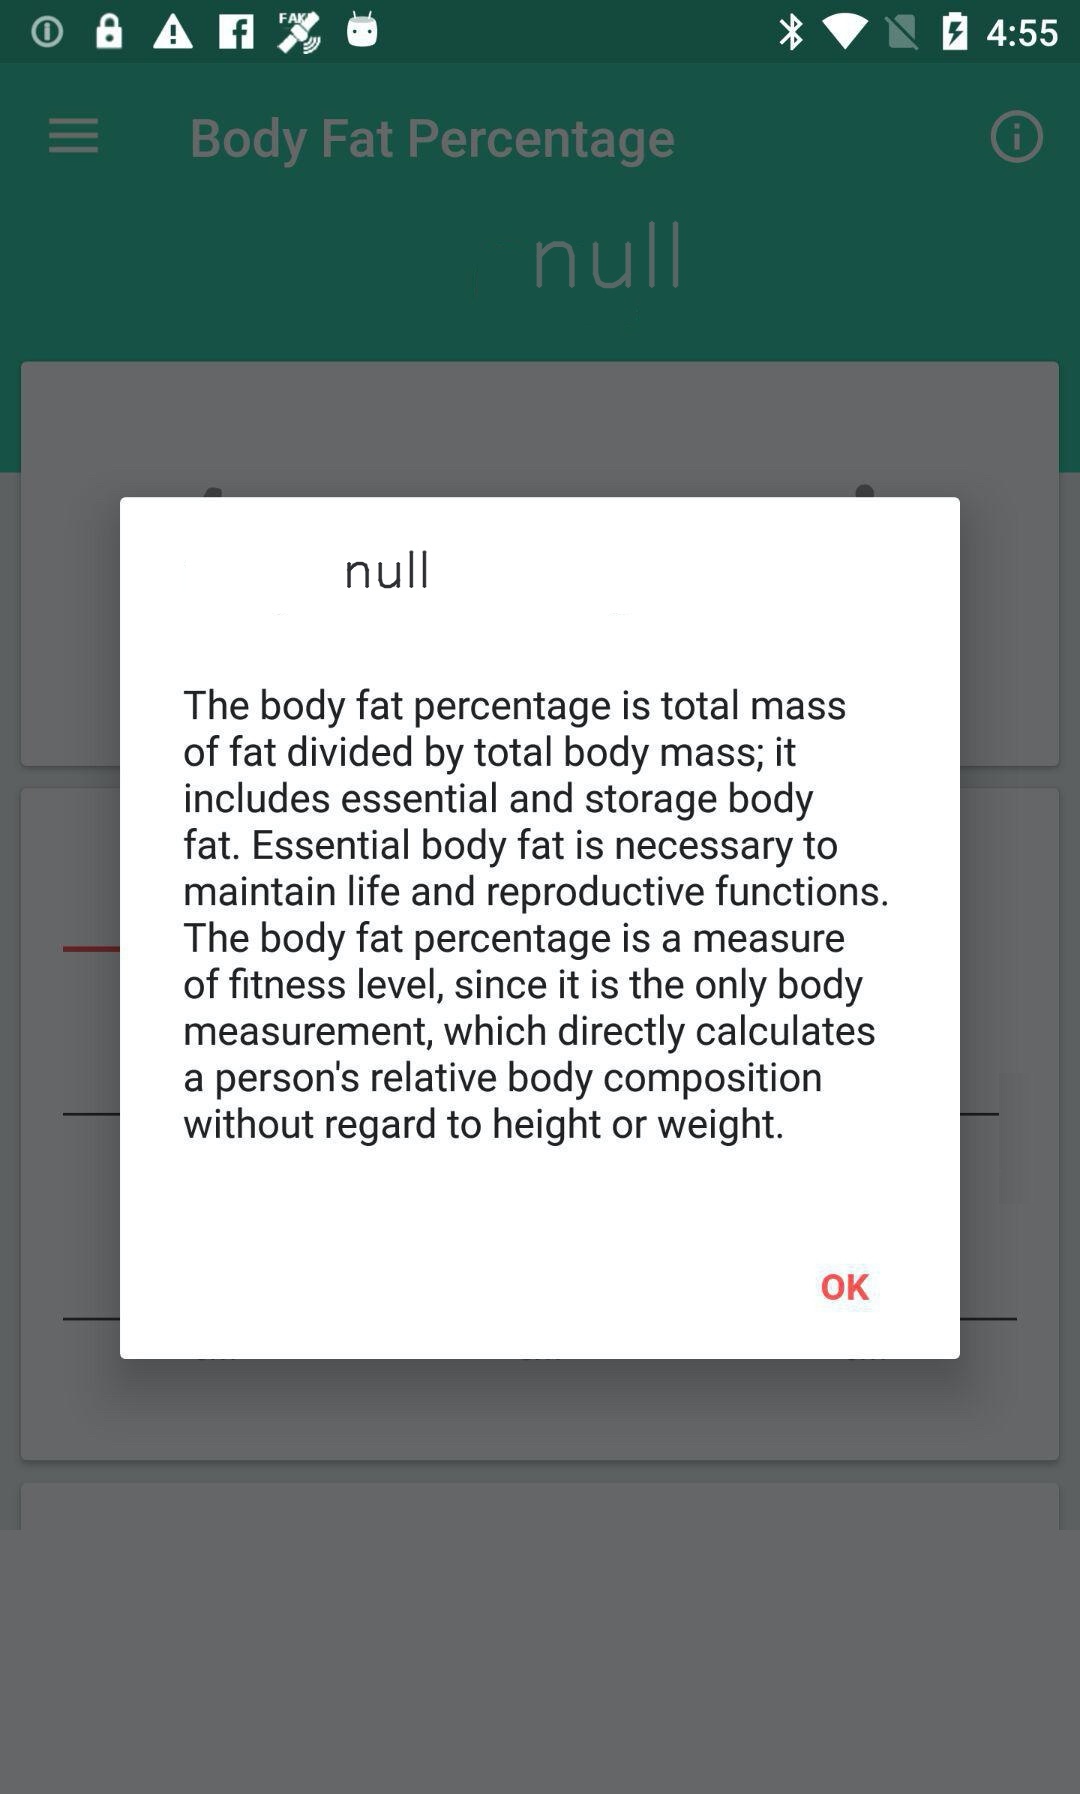 FAKE
4:55
Body Fat Percentage
null
null
The body fat percentage is total mass
of fat divided by total body mass; it
includes essential and storage body
fat. Essential body fat is necessary to
maintain life and reproductive functions.
The body fat percentage is a measure
of fitness level, since it is the only body
measurement, which directly calculates
a person's relative body composition
without regard to height or weight.
OK